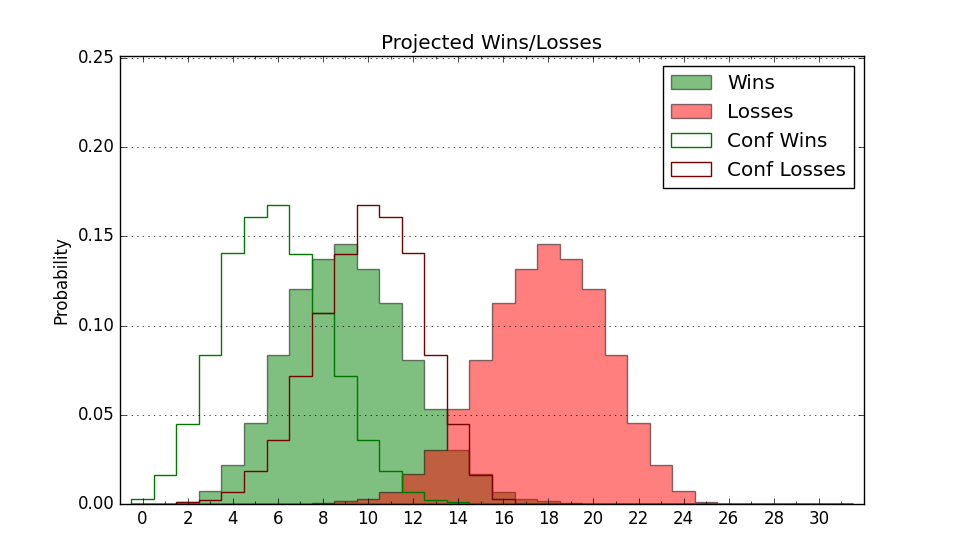 Projected Wins/Losses
0.25
0.20
0.15
0.10
0.05
0.00
Probability
Wins
Losses
Conf Wins
Conf Losses
0 2 4 6 8 10 12 14 16 18 20 22 24 26 28 30